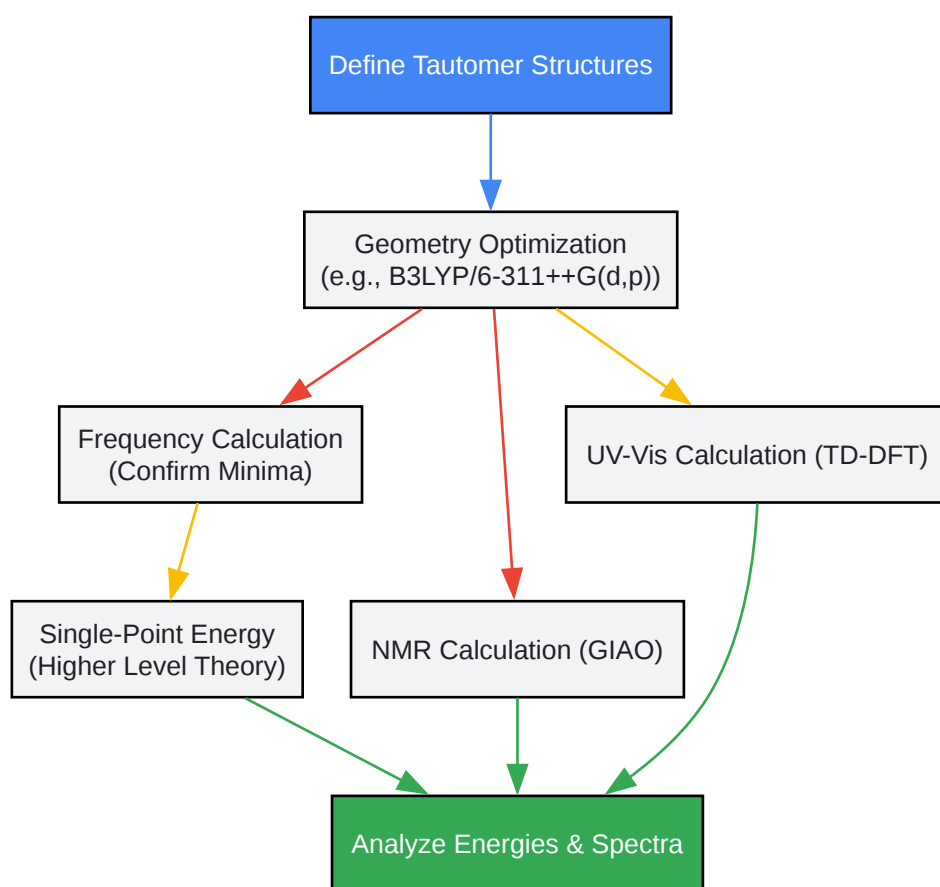 Define Tautomer Structures
Geometry Optimization
(e.g., B3LYP/6-311++G(d,p))
Frequency Calculation
(Confirm Minima)
UV-Vis Calculation (TD-DFT)
Single-Point Energy
(Higher Level Theory)
NMR Calculation (GIAO)
Analyze Energies & Spectra